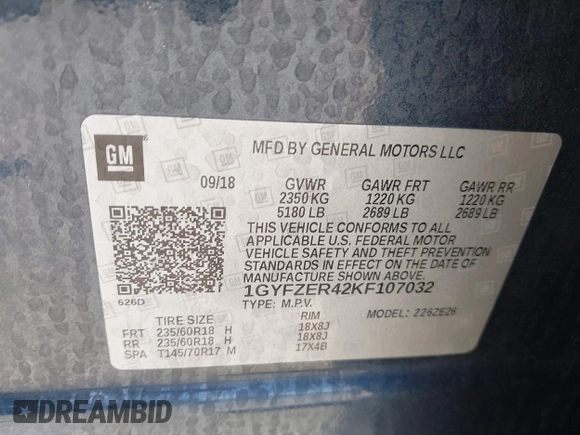 GM
MFD BY GENERAL MOTORS LLC
09/18 GVWR GAWR FRT GAWR RR
2350 KG 1220 KG 1220 KG
5180 LB 2689 LB 2689 LB
THIS VEHICLE CONFORMS TO ALL
APPLICABLE U.S. FEDERAL MOTOR
VEHICLE SAFETY AND THEFT PREVENTION
STANDARDS IN EFFECT ON THE DATE OF
MANUFACTURE SHOWN ABOVE.
626D 1GYFZER42KF107032
TYPE: M.P.V. MODEL: 226ZE26
TIRE SIZE RIM
FRT 235/60R18 H 18X8J
RR 235/60R18 H 18X8J
SPA T145/70R17 M 17X4B
DREAMBID